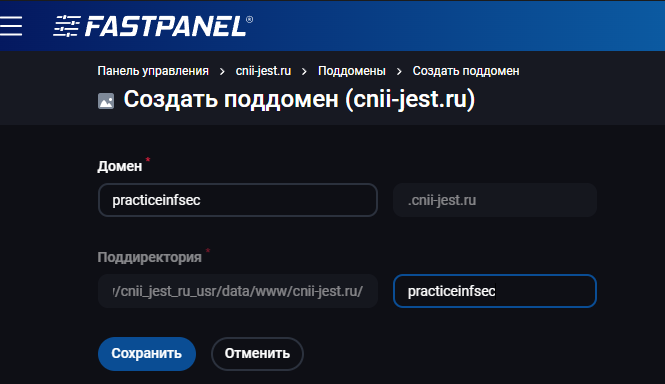 FASTPANEL®
Панель управления > cnii-jest.ru > Поддомены > Создать поддомен
Создать поддомен (cnii-jest.ru)
Домен *
practiceinfsec .cnii-jest.ru
Поддиректория *
/cnii_jest_ru_usr/data/www/cnii-jest.ru/ practiceinfsec
Сохранить Отменить